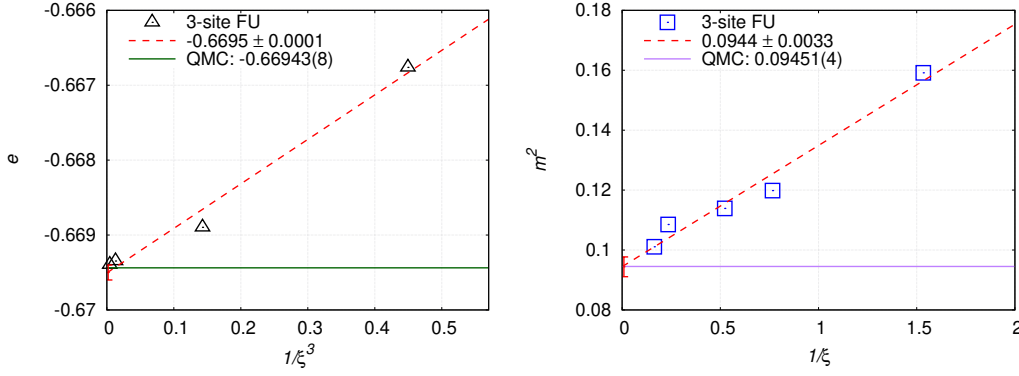 -0.666
-0.667
-0.668
-0.669
-0.67
e
3-site FU
-0.6695 ± 0.0001
QMC: -0.66943(8)
0
0.1
0.2
0.3
0.4
0.5
1/ξ³
0.18
0.16
0.14
0.12
0.1
0.08
m²
3-site FU
0.0944 ± 0.0033
QMC: 0.09451(4)
0
0.5
1
1.5
2
1/ξ